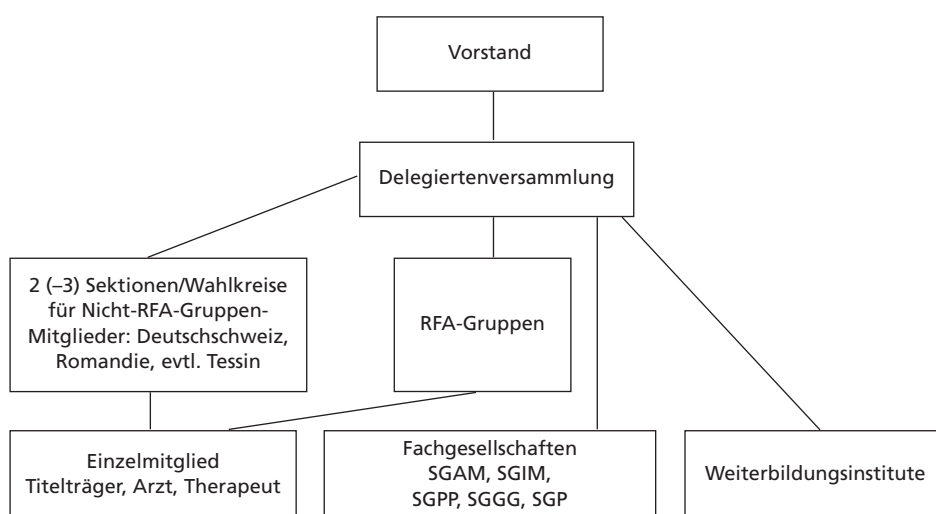 Vorstand
Delegiertenversammlung
2 (–3) Sektionen/Wahlkreise
für Nicht-RFA-Gruppen-
Mitglieder: Deutschschweiz,
Romandie, evtl. Tessin
RFA-Gruppen
Einzelmitglied
Titelträger, Arzt, Therapeut
Fachgesellschaften
SGAM, SGIM,
SGPP, SGGG, SGP
Weiterbildungsinstitute